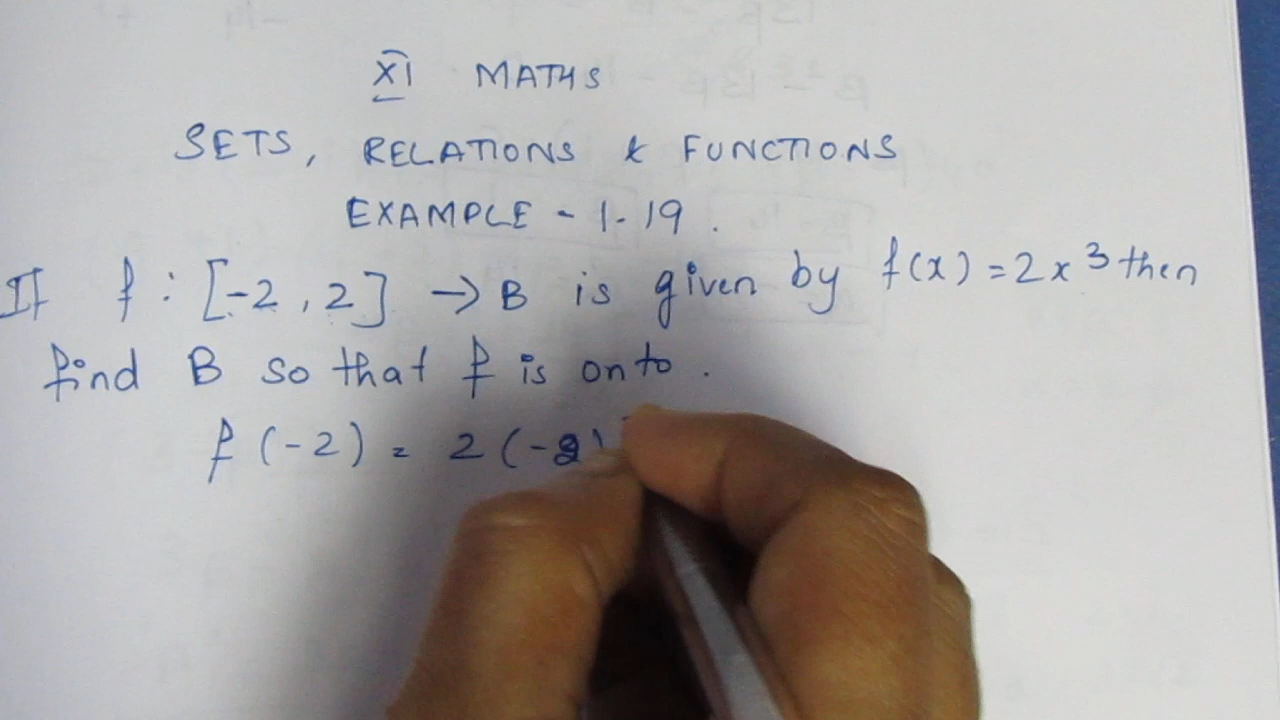 XI MATHS
SETS, RELATIONS & FUNCTIONS
EXAMPLE - 1.19.
If f : [-2, 2] → B is given by f(x) = 2x³ then
find B so that f is onto.
f(-2) = 2(-2)